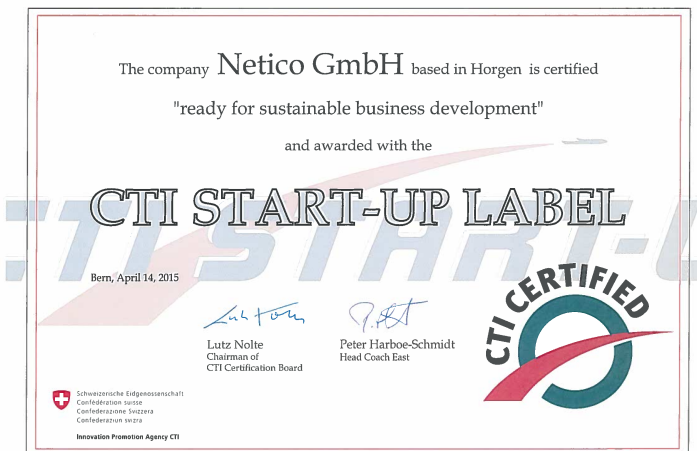 The company Netico GmbH based in Horgen is certified
"ready for sustainable business development"
and awarded with the
CTI START-UP LABEL
CTI START-U
Bern, April 14, 2015
CTI CERTIFIED
Lutz Nolte
Chairman of
CTI Certification Board
Peter Harboe-Schmidt
Head Coach East
Schweizerische Eidgenossenschaft
Confédération suisse
Confederazione Svizzera
Confederaziun svizra
Innovation Promotion Agency CTI